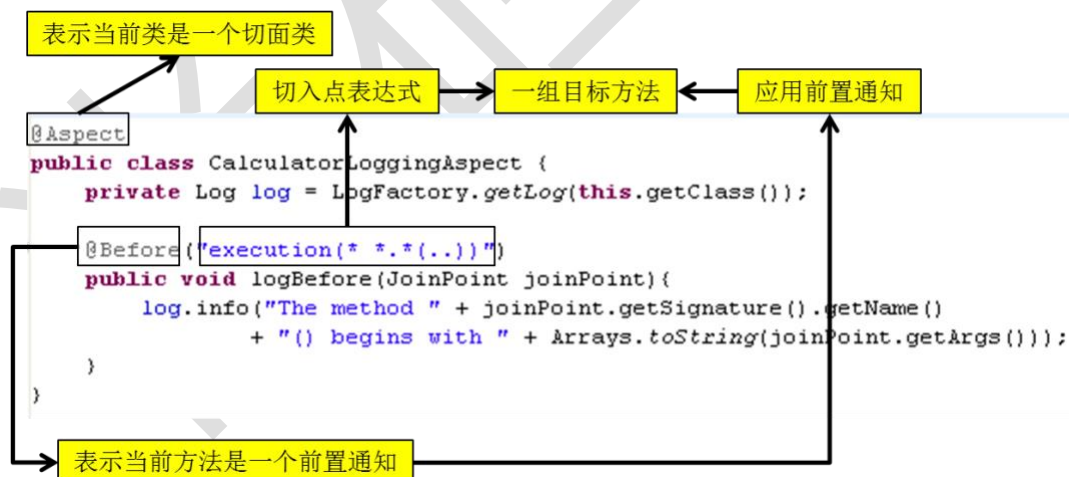 表示当前类是一个切面类
切入点表达式 一组目标方法 应用前置通知
@Aspect
public class CalculatorLoggingAspect {
private Log log = LogFactory.getLog(this.getClass());
@Before("execution(* *.*(..))")
public void logBefore(JoinPoint joinPoint){
log.info("The method " + joinPoint.getSignature().getName()
+ "() begins with " + Arrays.toString(joinPoint.getArgs()));
}
}
表示当前方法是一个前置通知